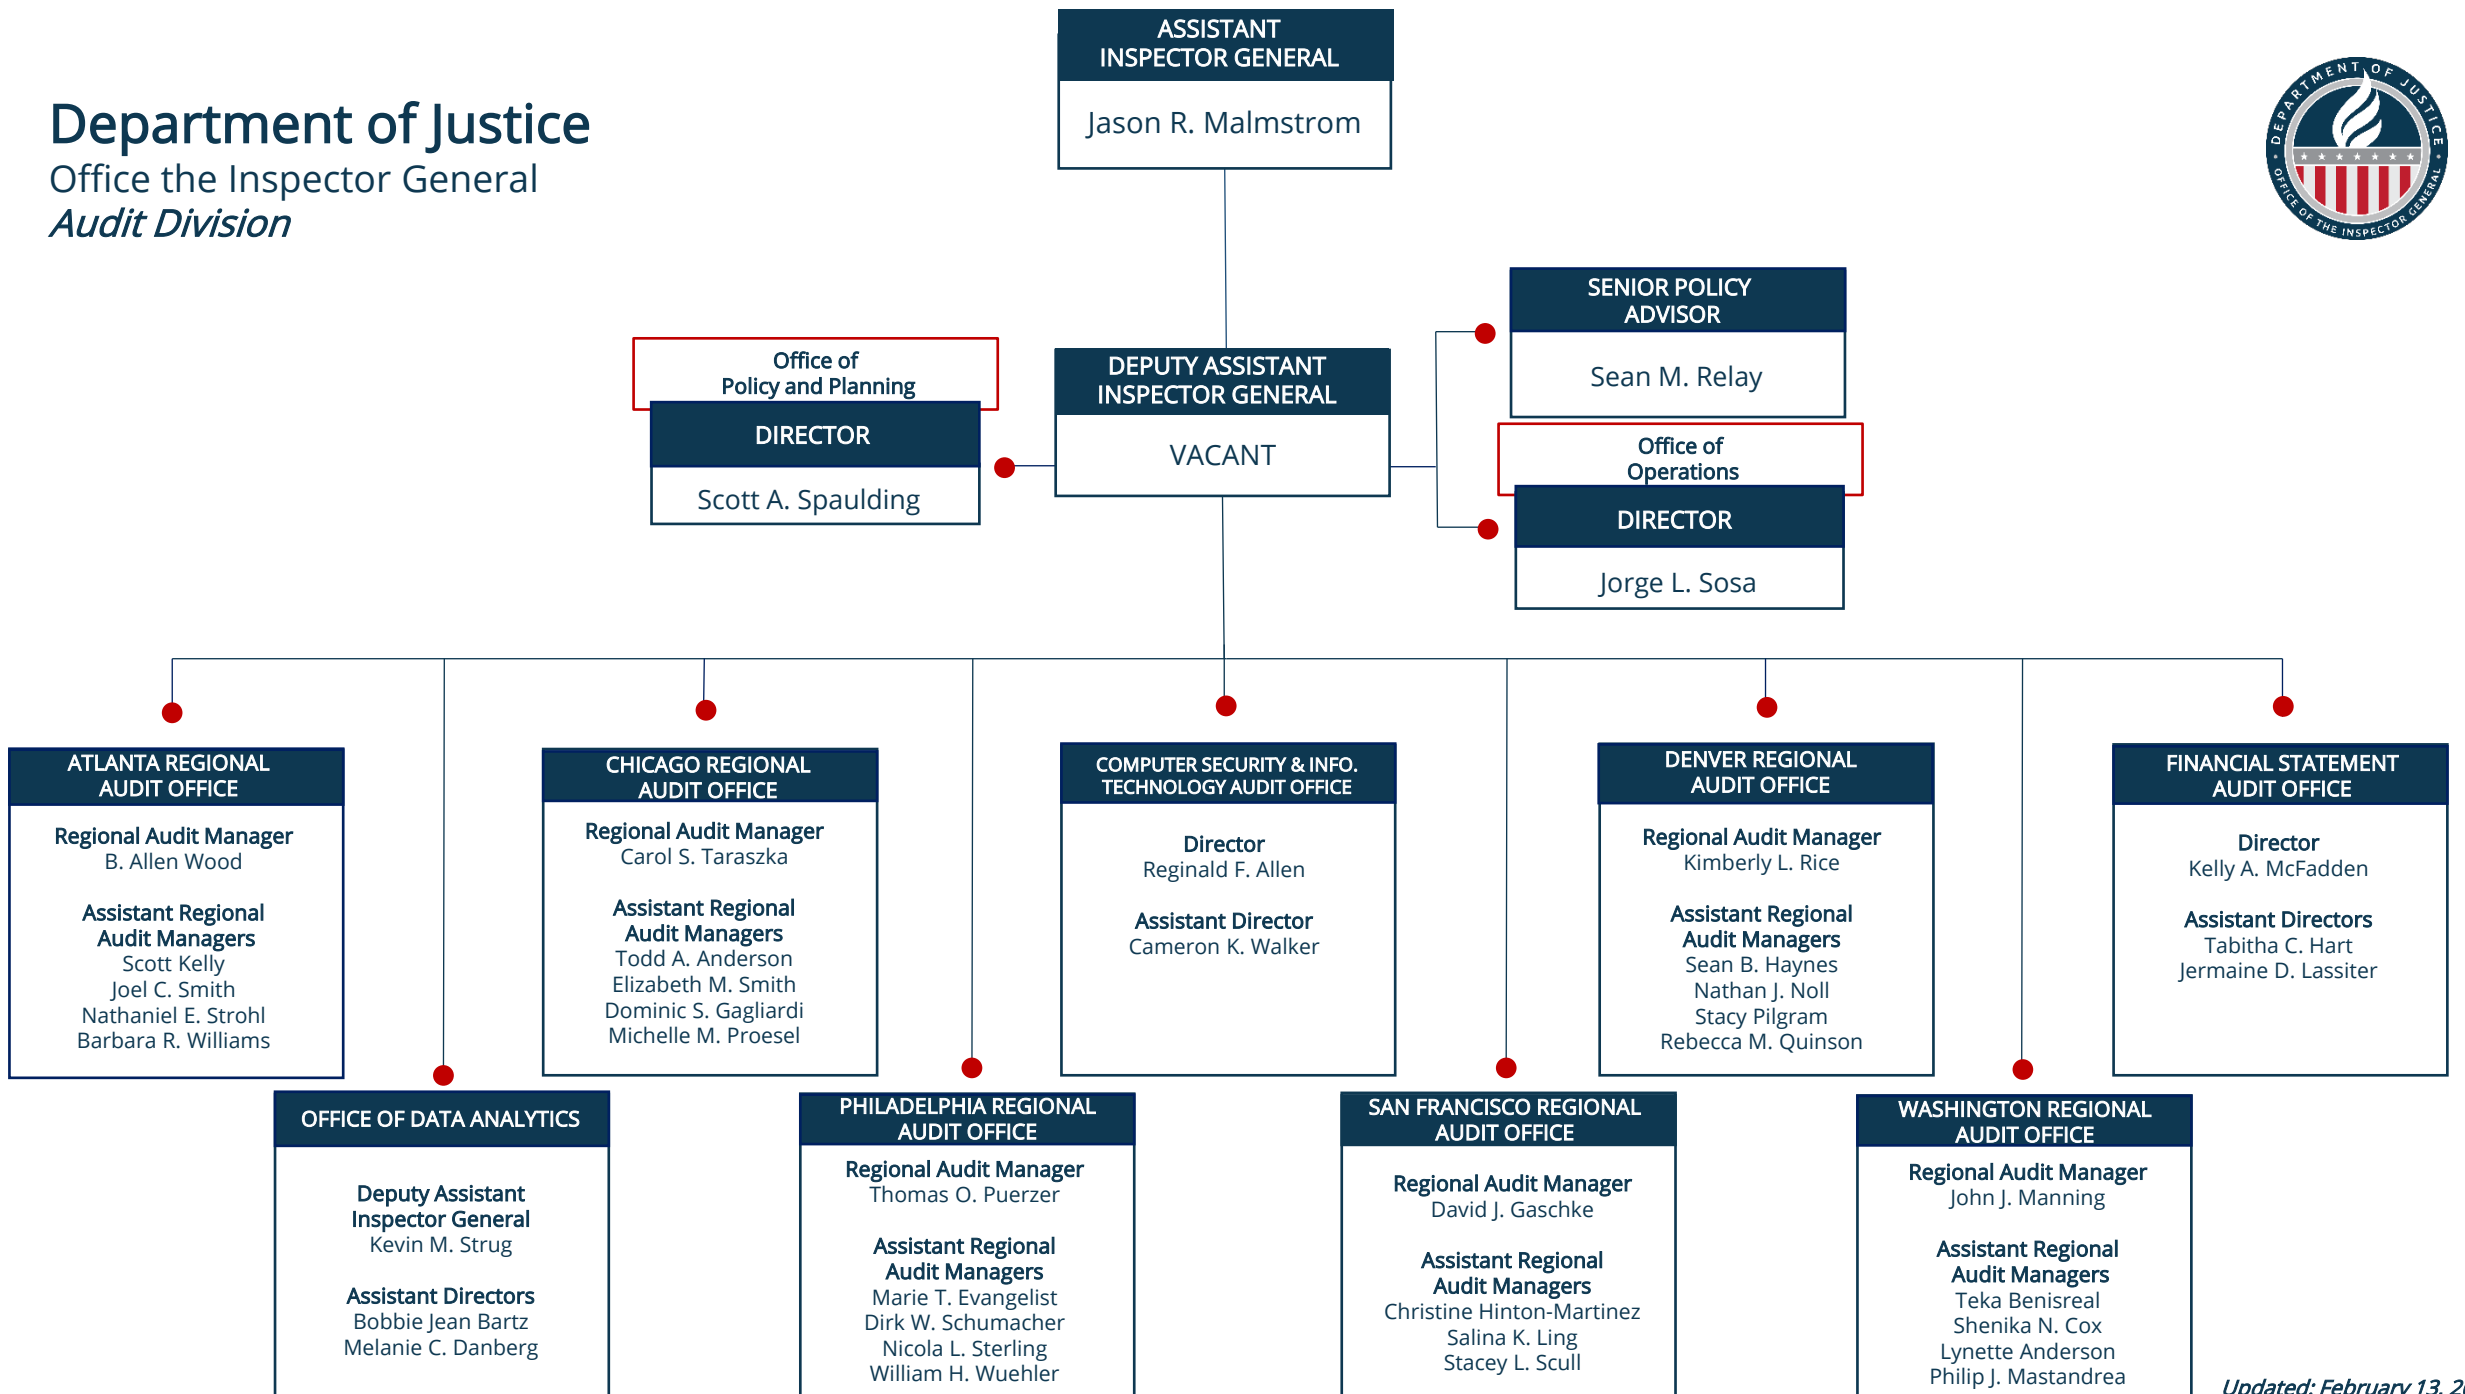 ASSISTANT
INSPECTOR GENERAL
Jason R. Malmstrom
Department of Justice
Office the Inspector General
Audit Division
DEPARTMENT OF JUSTICE
OFFICE OF THE INSPECTOR GENERAL
SENIOR POLICY
ADVISOR
Sean M. Relay
Office of
Policy and Planning
DIRECTOR
Scott A. Spaulding
DEPUTY ASSISTANT
INSPECTOR GENERAL
VACANT
Office of
Operations
DIRECTOR
Jorge L. Sosa
ATLANTA REGIONAL
AUDIT OFFICE
Regional Audit Manager
B. Allen Wood
Assistant Regional
Audit Managers
Scott Kelly
Joel C. Smith
Nathaniel E. Strohl
Barbara R. Williams
CHICAGO REGIONAL
AUDIT OFFICE
Regional Audit Manager
Carol S. Taraszka
Assistant Regional
Audit Managers
Todd A. Anderson
Elizabeth M. Smith
Dominic S. Gagliardi
Michelle M. Proesel
COMPUTER SECURITY & INFO.
TECHNOLOGY AUDIT OFFICE
Director
Reginald F. Allen
Assistant Director
Cameron K. Walker
DENVER REGIONAL
AUDIT OFFICE
Regional Audit Manager
Kimberly L. Rice
Assistant Regional
Audit Managers
Sean B. Haynes
Nathan J. Noll
Stacy Pilgram
Rebecca M. Quinson
FINANCIAL STATEMENT
AUDIT OFFICE
Director
Kelly A. McFadden
Assistant Directors
Tabitha C. Hart
Jermaine D. Lassiter
OFFICE OF DATA ANALYTICS
Deputy Assistant
Inspector General
Kevin M. Strug
Assistant Directors
Bobbie Jean Bartz
Melanie C. Danberg
PHILADELPHIA REGIONAL
AUDIT OFFICE
Regional Audit Manager
Thomas O. Puerzer
Assistant Regional
Audit Managers
Marie T. Evangelist
Dirk W. Schumacher
Nicola L. Sterling
William H. Wuehler
SAN FRANCISCO REGIONAL
AUDIT OFFICE
Regional Audit Manager
David J. Gaschke
Assistant Regional
Audit Managers
Christine Hinton-Martinez
Salina K. Ling
Stacey L. Scull
WASHINGTON REGIONAL
AUDIT OFFICE
Regional Audit Manager
John J. Manning
Assistant Regional
Audit Managers
Teka Benisreal
Shenika N. Cox
Lynette Anderson
Philip J. Mastandrea
Updated: February 13,